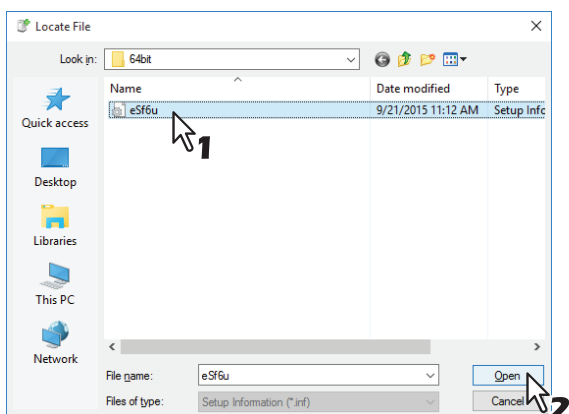 Locate File
Look in: 64bit
Name Date modified Type
eSf6u 9/21/2015 11:12 AM Setup Info
1
Quick access
Desktop
Libraries
This PC
Network
File name: eSf6u Open
Files of type: Setup Information (*.inf) Cancel
2